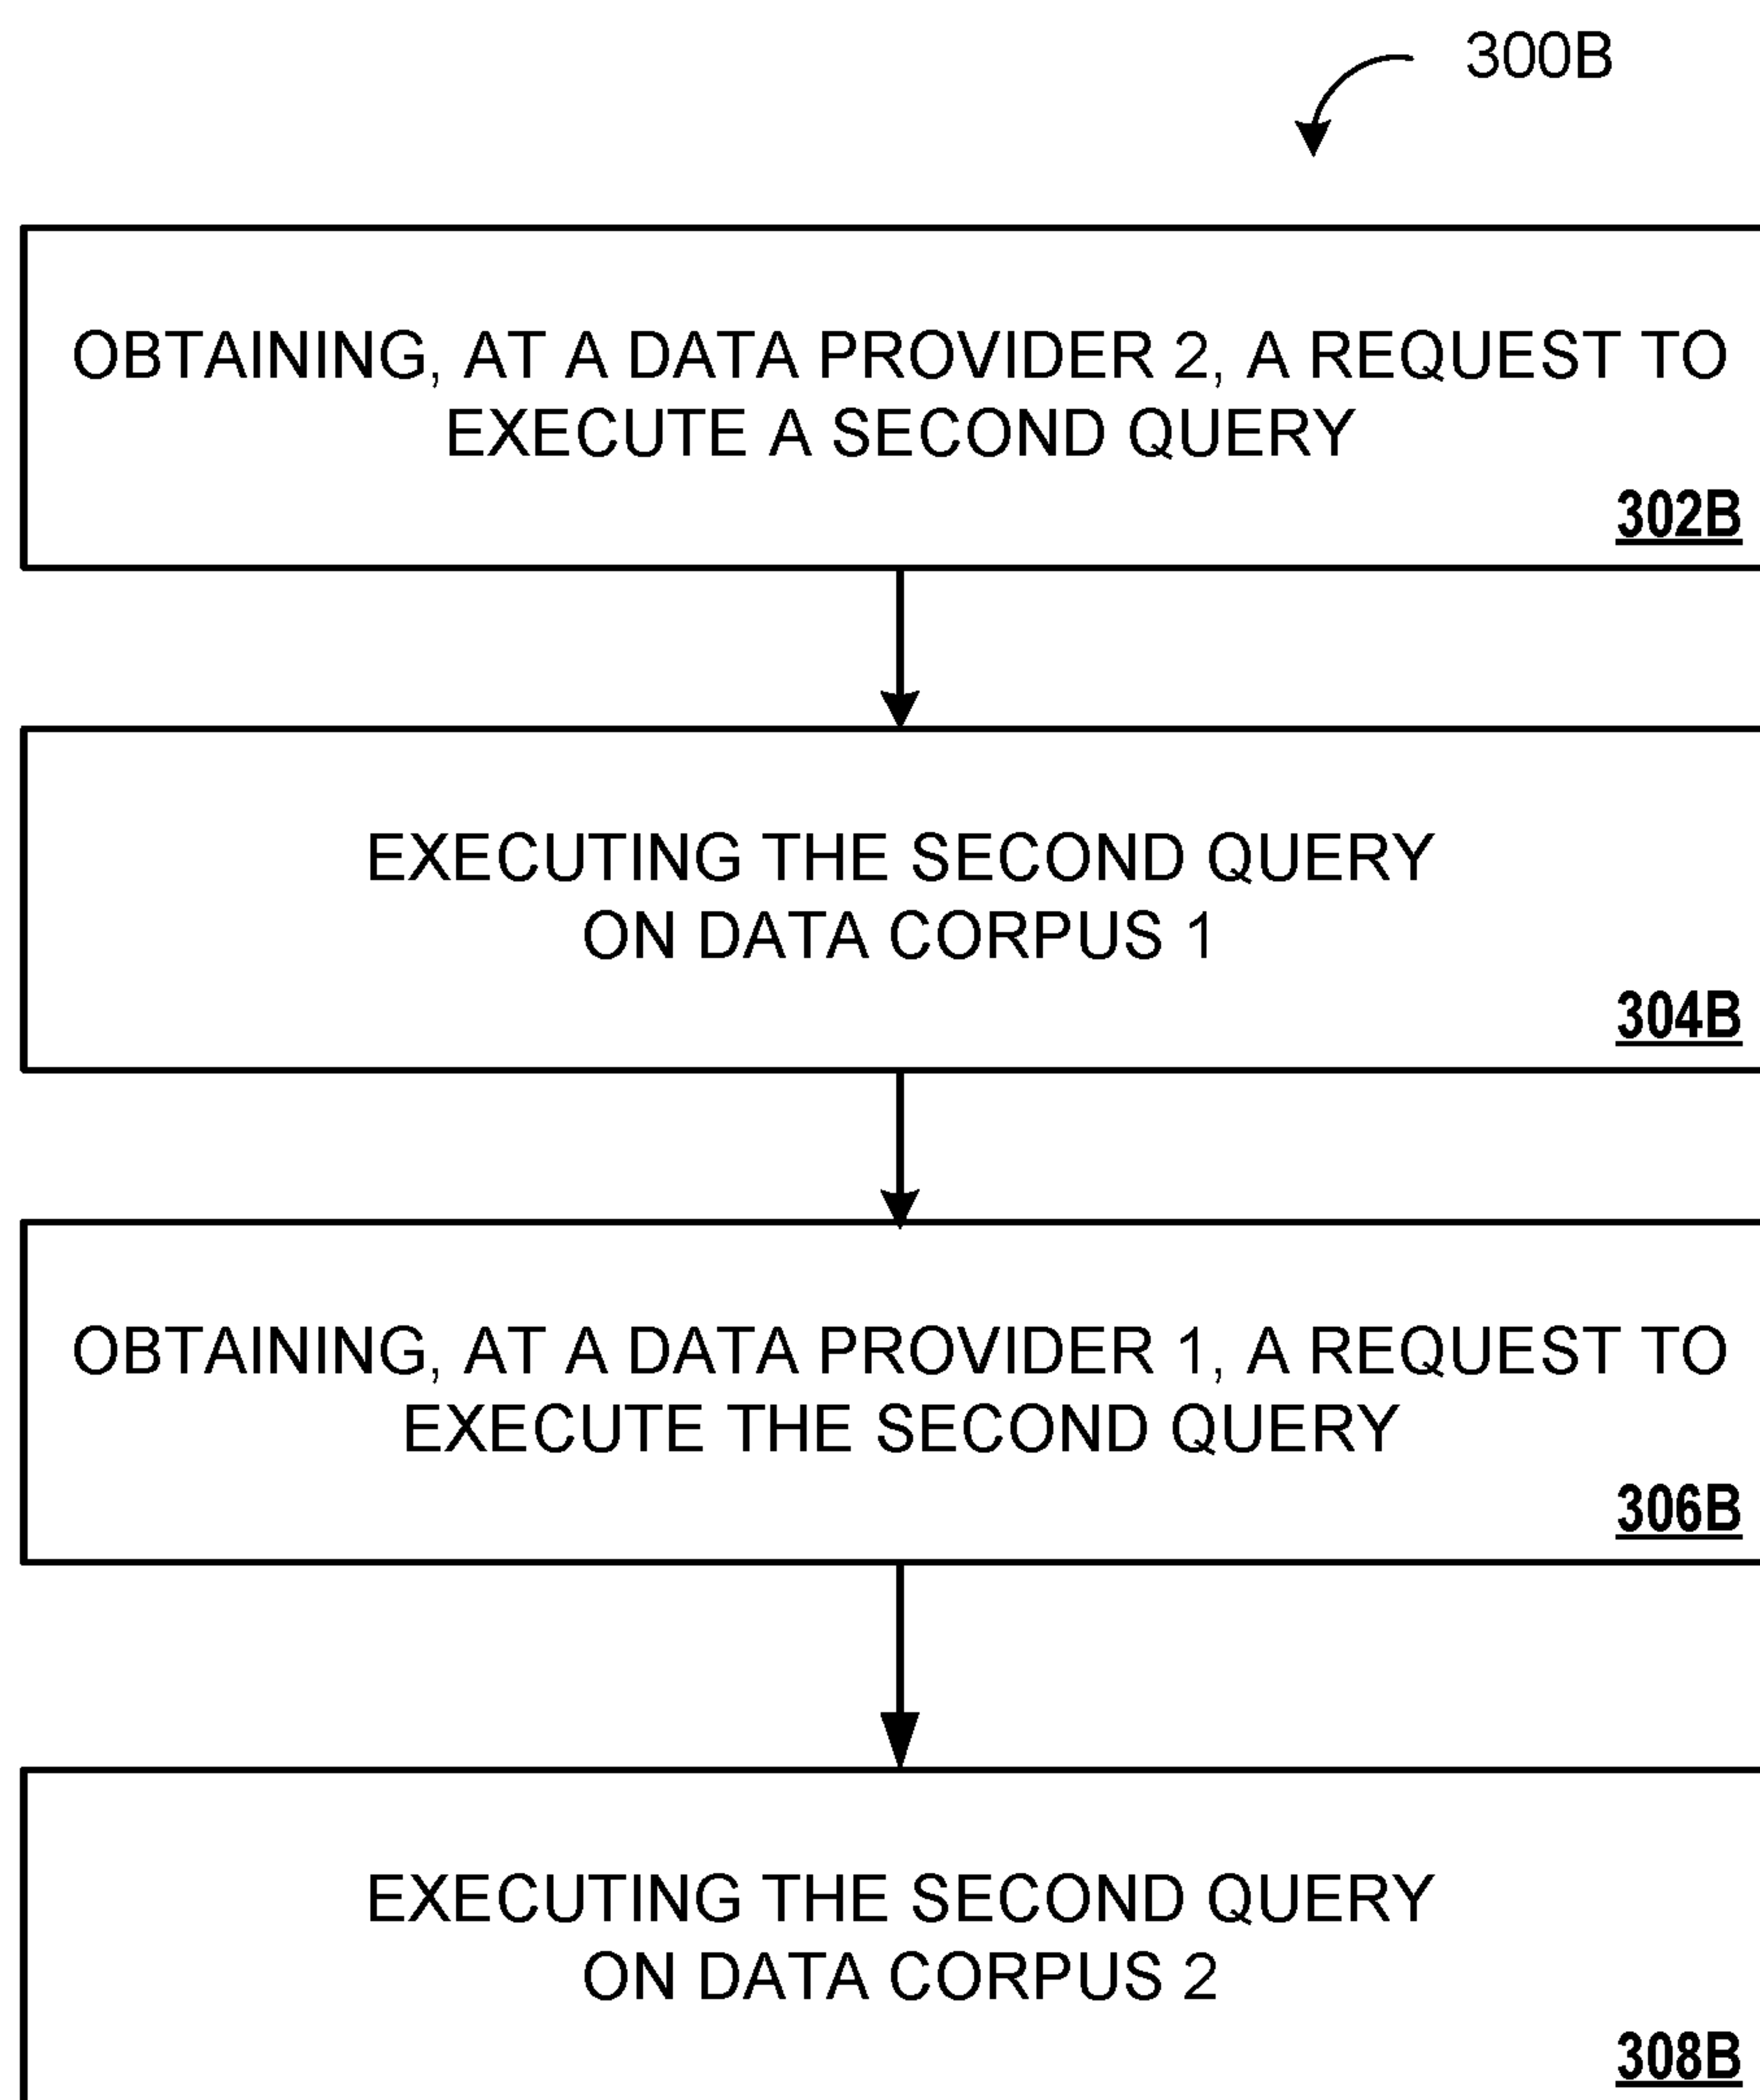 300B
OBTAINING, AT A DATA PROVIDER 2, A REQUEST TO
EXECUTE A SECOND QUERY
302B
EXECUTING THE SECOND QUERY
ON DATA CORPUS 1
304B
OBTAINING, AT A DATA PROVIDER 1, A REQUEST TO
EXECUTE THE SECOND QUERY
306B
EXECUTING THE SECOND QUERY
ON DATA CORPUS 2
308B